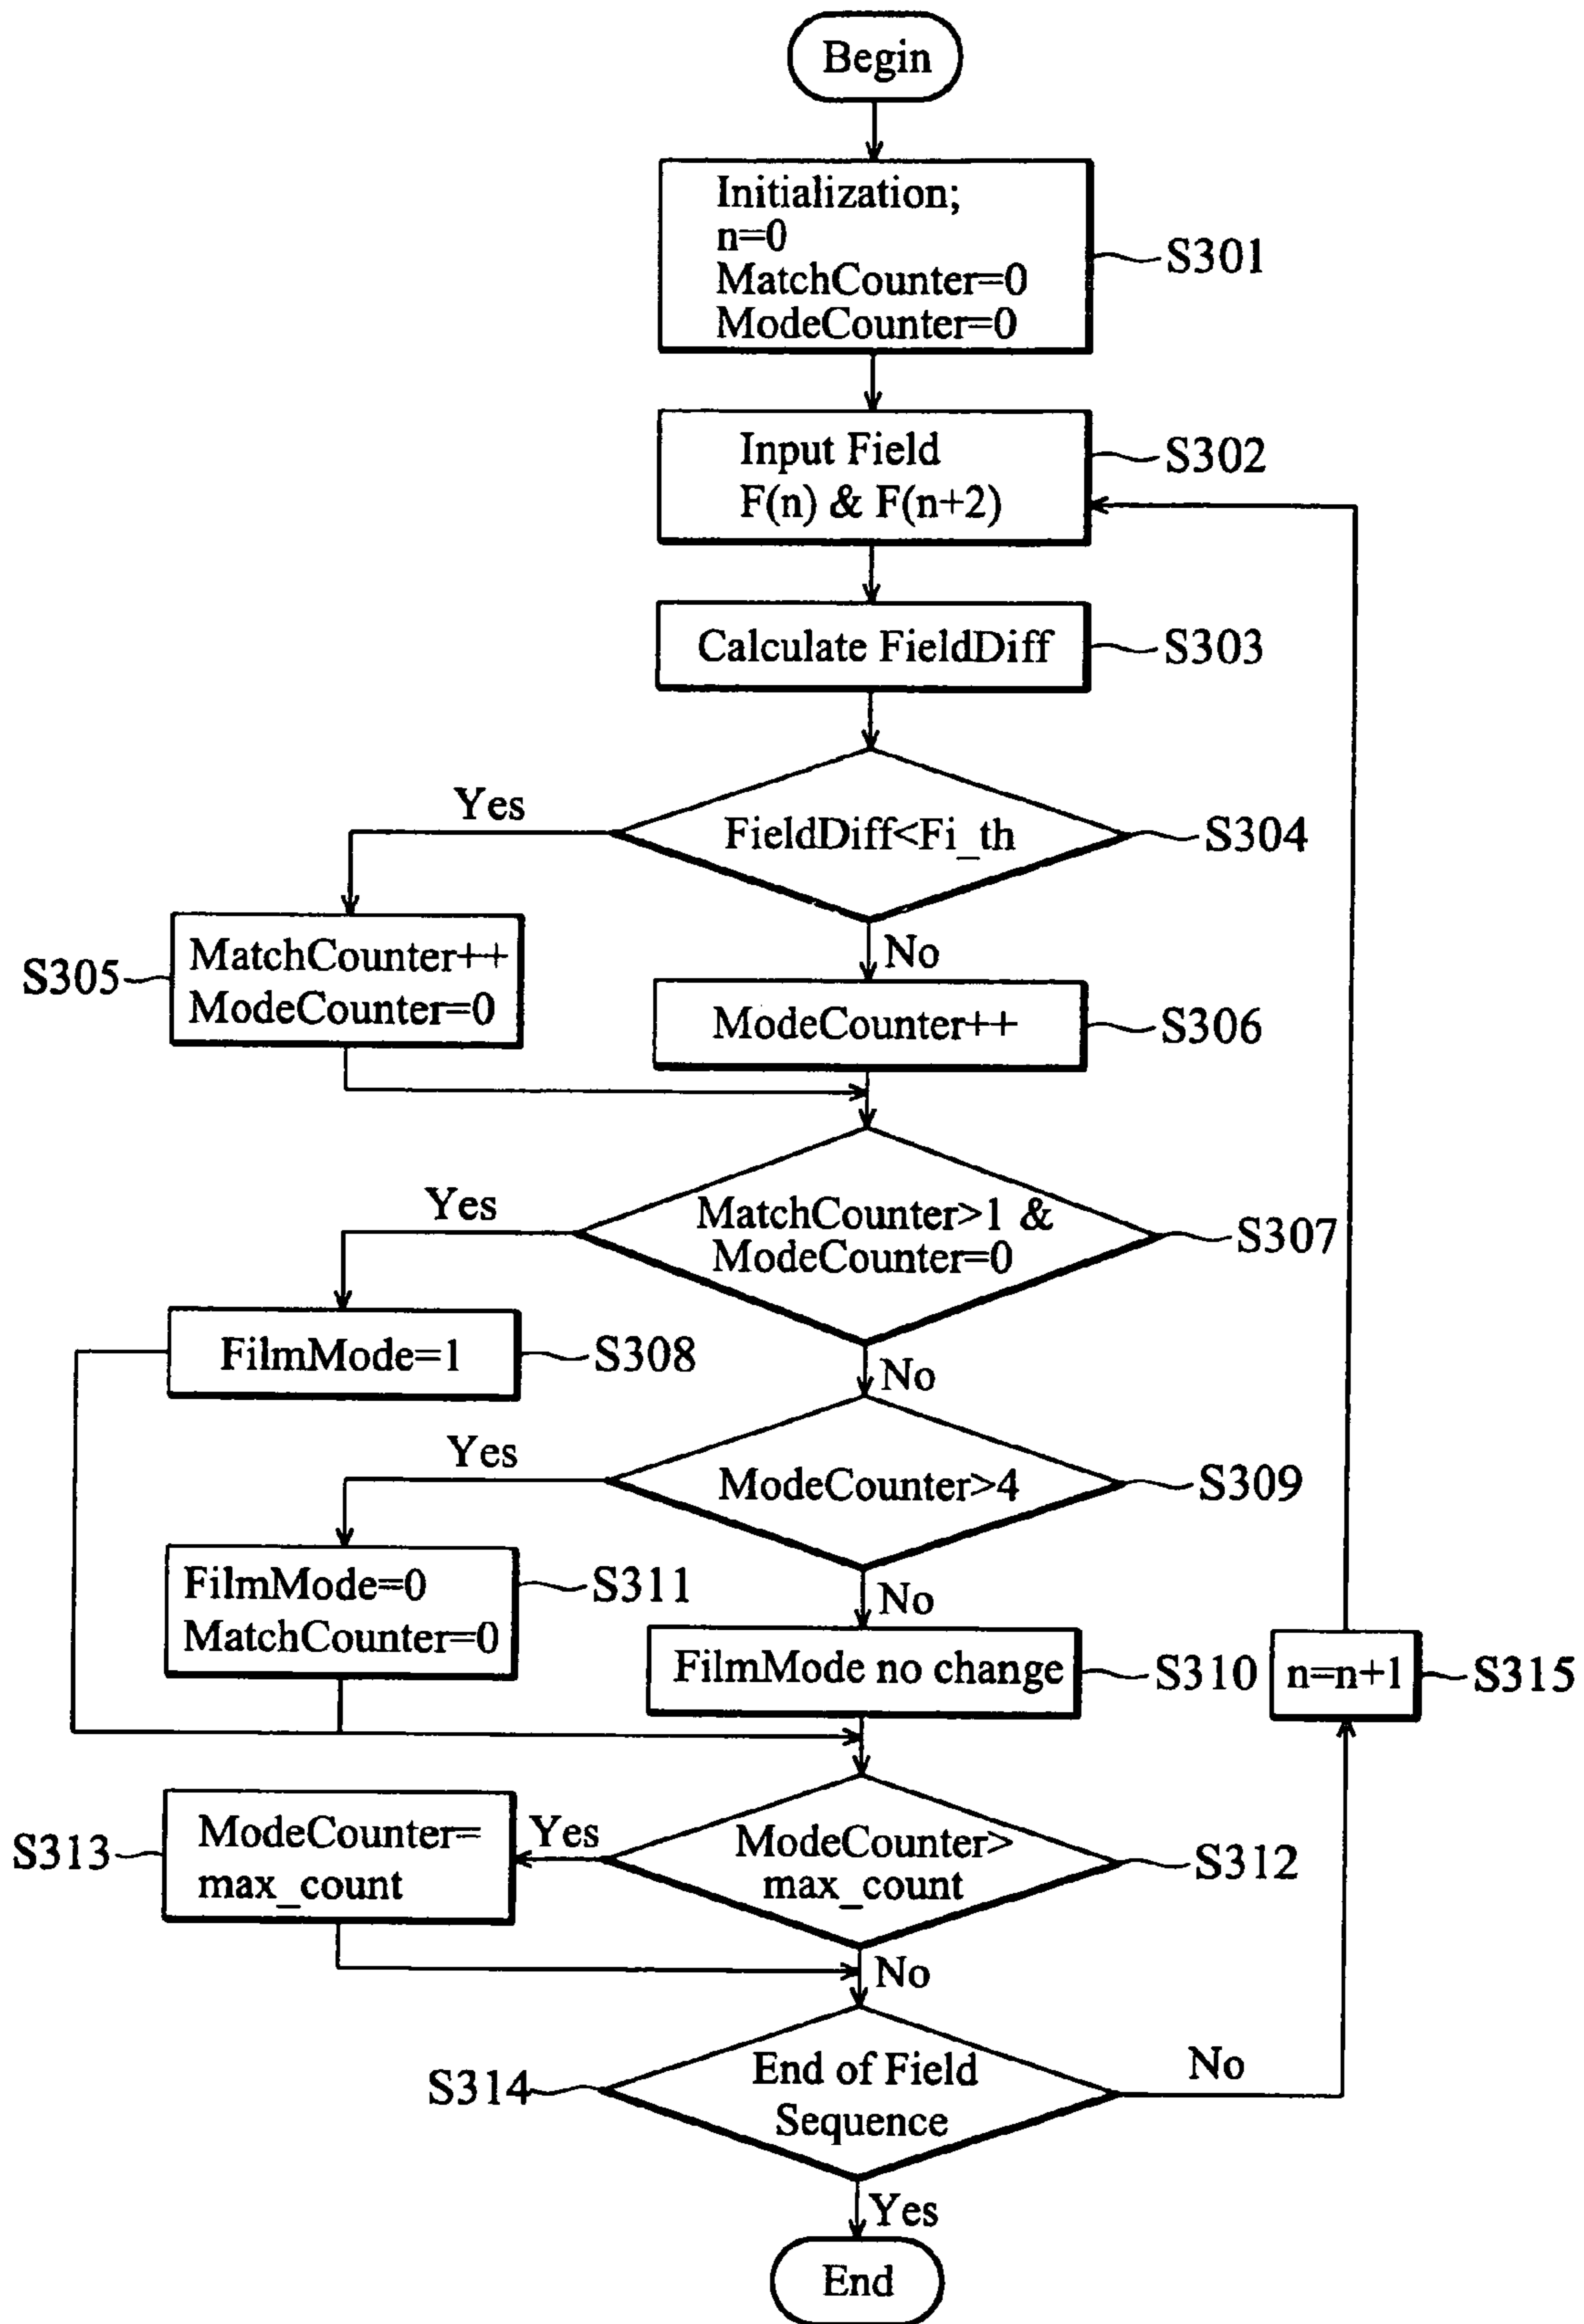 Begin
Initialization;
n=0
MatchCounter=0
ModeCounter=0
S301
Input Field
F(n) & F(n+2)
S302
Calculate FieldDiff
S303
Yes
FieldDiff<Fi_th
S304
MatchCounter++
ModeCounter=0
S305
No
ModeCounter++
S306
Yes
MatchCounter>1 &
ModeCounter=0
S307
FilmMode=1
S308
No
Yes
ModeCounter>4
S309
FilmMode=0
MatchCounter=0
S311
No
FilmMode no change
S310
n=n+1
S315
ModeCounter=
max_count
S313
Yes
ModeCounter>
max_count
S312
No
End of Field
Sequence
S314
No
Yes
End